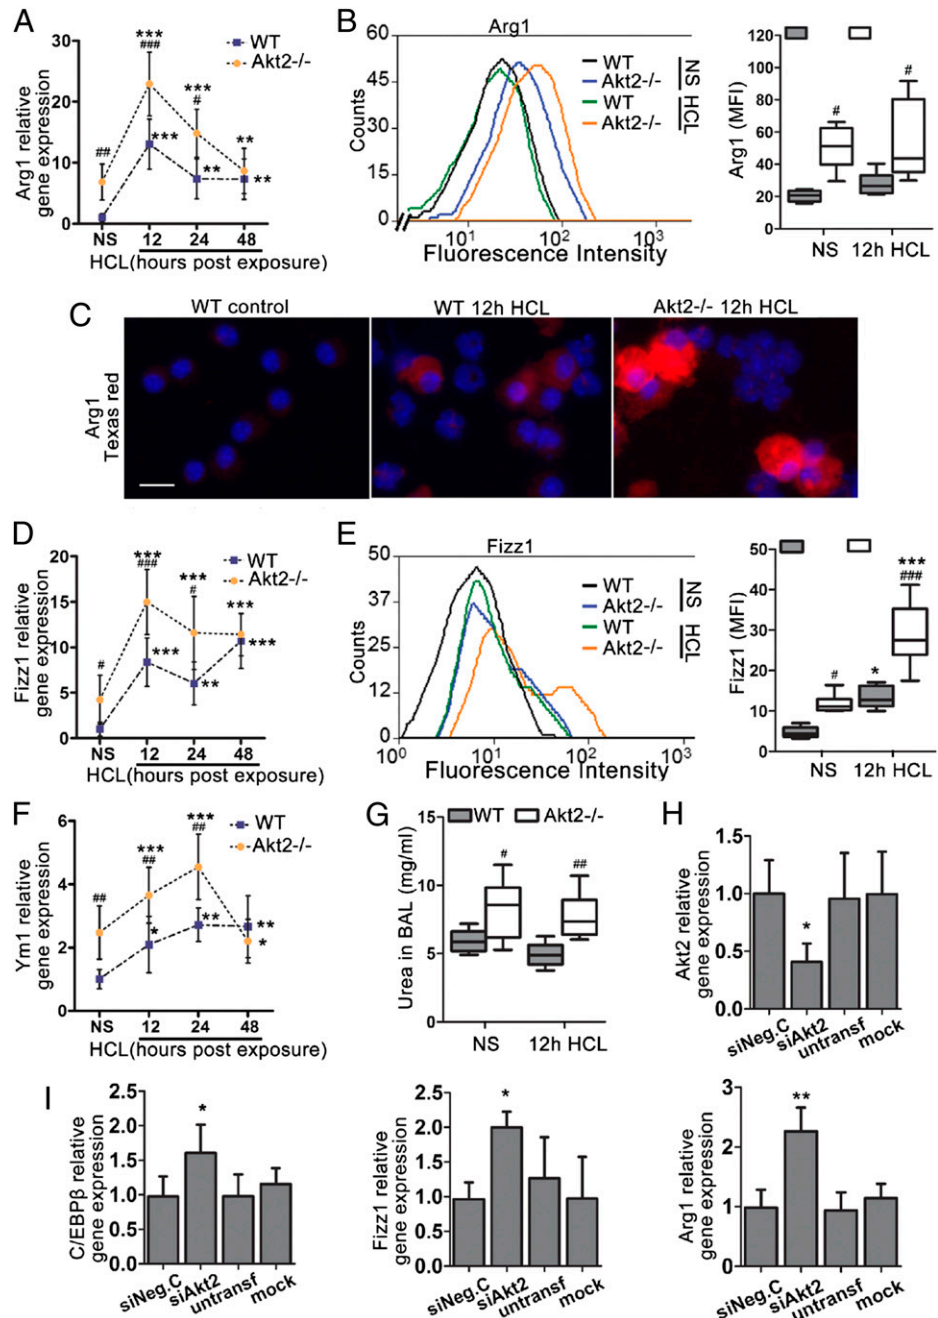 A
Arg1 relative
gene expression
30
20
10
0
***
###
***
#
**
##
***
**
**
WT
Akt2-/-
NS 12 24 48
HCL(hours post exposure)
B
Arg1
Counts
60
45
30
15
0
WT
Akt2-/-
WT
Akt2-/-
NS
HCL
10¹ 10² 10³
Fluorescence Intensity
Arg1 (MFI)
120
100
80
60
40
20
0
#
#
NS 12h HCL
C
WT control
WT 12h HCL
Akt2-/- 12h HCL
Arg1
Texas red
D
Fizz1 relative
gene expression
20
15
10
5
0
***
###
***
#
***
#
***
**
***
WT
Akt2-/-
NS 12 24 48
HCL(hours post exposure)
E
Fizz1
Counts
50
37
25
12
0
WT
Akt2-/-
WT
Akt2-/-
NS
HCL
10⁰ 10¹ 10² 10³
Fluorescence Intensity
Fizz1 (MFI)
50
40
30
20
10
0
#
*
***
###
NS 12h HCL
F
Ym1 relative
gene expression
6
4
2
0
##
***
##
***
##
*
**
**
*
WT
Akt2-/-
NS 12 24 48
HCL(hours post exposure)
G
WT Akt2-/-
Urea in BAL (mg/ml)
15
10
5
0
#
##
NS 12h HCL
H
Akt2 relative
gene expression
1.5
1.0
0.5
0.0
*
siNeg.C siAkt2 untransf mock
I
C/EBPβ relative
gene expression
2.5
2.0
1.5
1.0
0.5
0.0
*
siNeg.C siAkt2 untransf mock
Fizz1 relative
gene expression
2.5
2.0
1.5
1.0
0.5
0.0
*
siNeg.C siAkt2 untransf mock
Arg1 relative
gene expression
3
2
1
0
**
siNeg.C siAkt2 untransf mock